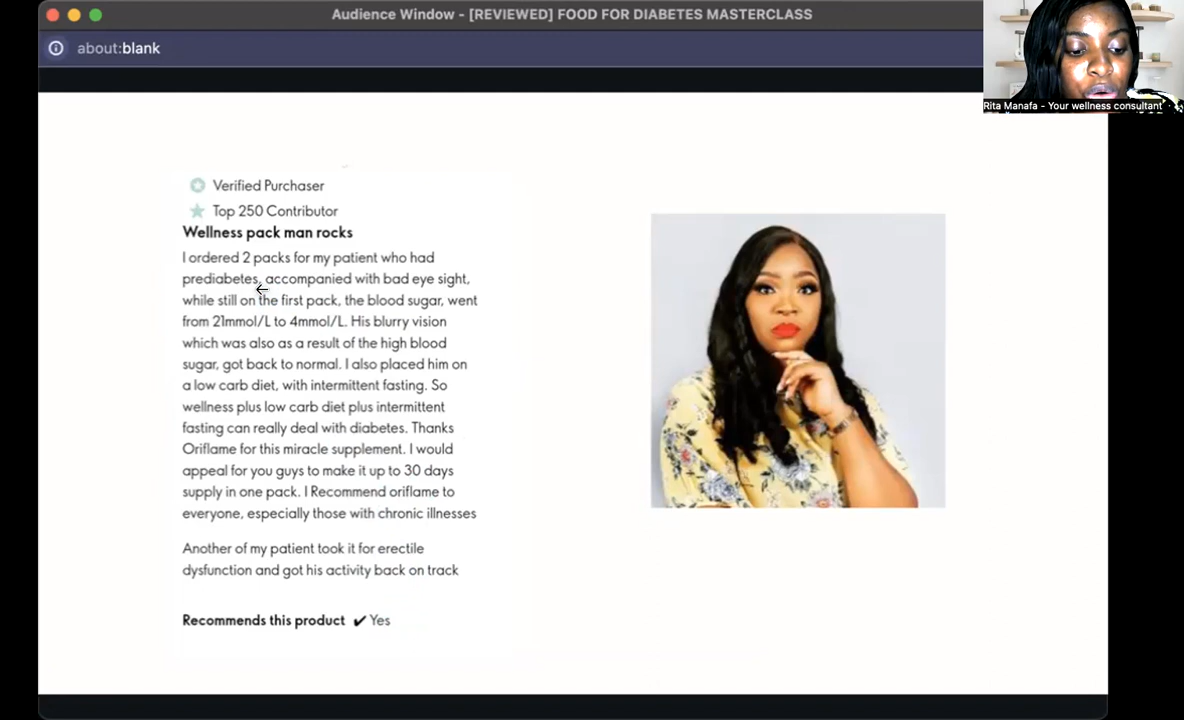 Audience Window - [REVIEWED] FOOD FOR DIABETES MASTERCLASS
about:blank
Rita Manafa - Your wellness consultant
Verified Purchaser
Top 250 Contributor
Wellness pack man rocks
I ordered 2 packs for my patient who had
prediabetes, accompanied with bad eye sight,
while still on the first pack, the blood sugar, went
from 21mmol/L to 4mmol/L. His blurry vision
which was also as a result of the high blood
sugar, got back to normal. I also placed him on
a low carb diet, with intermittent fasting. So
wellness plus low carb diet plus intermittent
fasting can really deal with diabetes. Thanks
Oriflame for this miracle supplement. I would
appeal for you guys to make it up to 30 days
supply in one pack. I Recommend oriflame to
everyone, especially those with chronic illnesses
Another of my patient took it for erectile
dysfunction and got his activity back on track
Recommends this product ✔ Yes